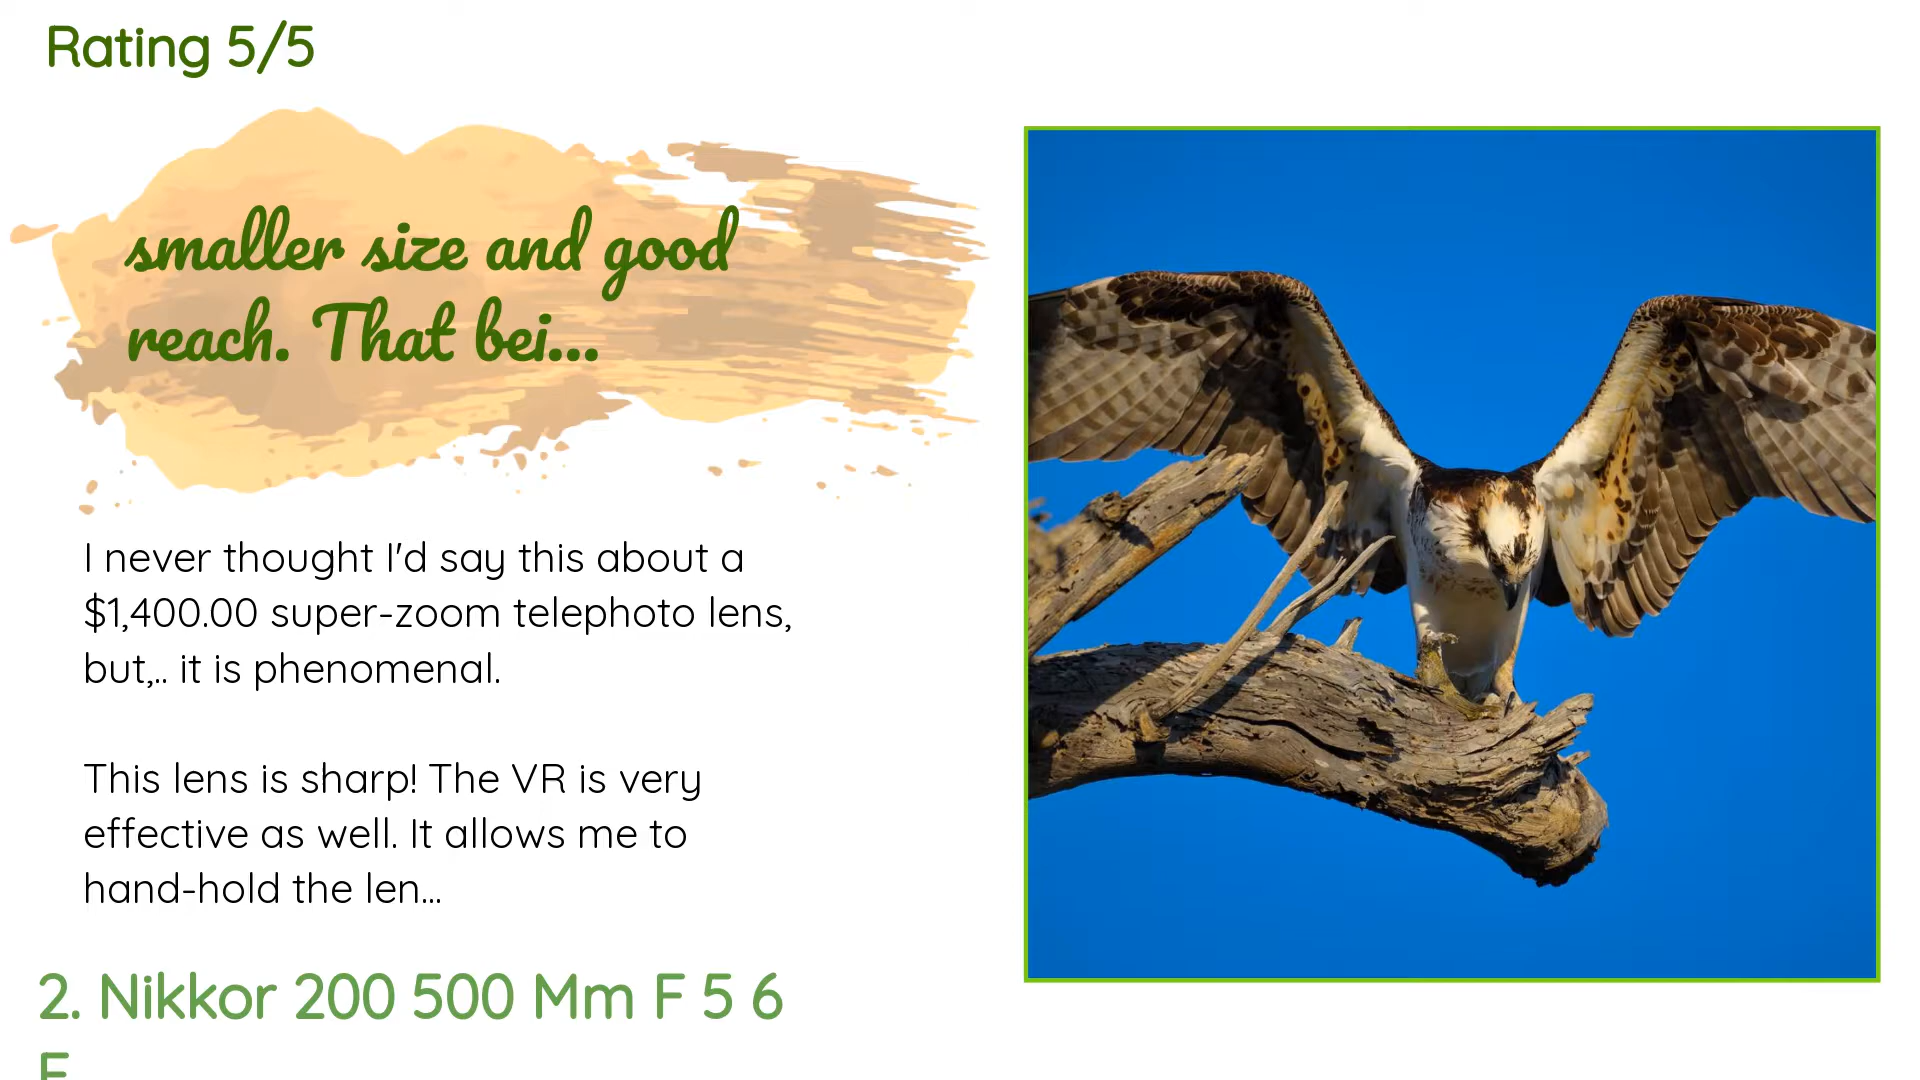 Rating 5/5
smaller size and good
reach. That bei...
I never thought I'd say this about a
$1,400.00 super-zoom telephoto lens,
but,.. it is phenomenal.
This lens is sharp! The VR is very
effective as well. It allows me to
hand-hold the len...
2. Nikkor 200 500 Mm F 5 6